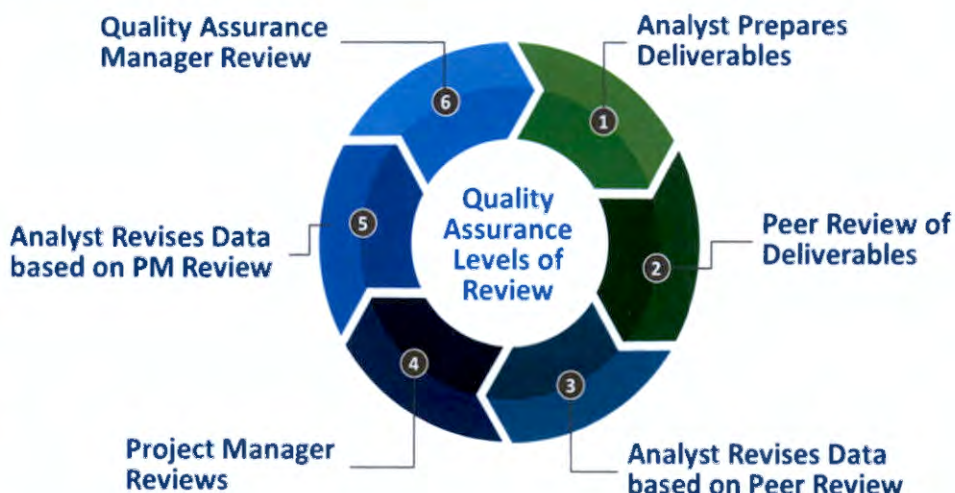 Quality Assurance
Manager Review
6
Analyst Prepares
Deliverables
1
Peer Review of
Deliverables
2
Analyst Revises Data
based on Peer Review
3
Project Manager
Reviews
4
Analyst Revises Data
based on PM Review
5
Quality
Assurance
Levels of
Review